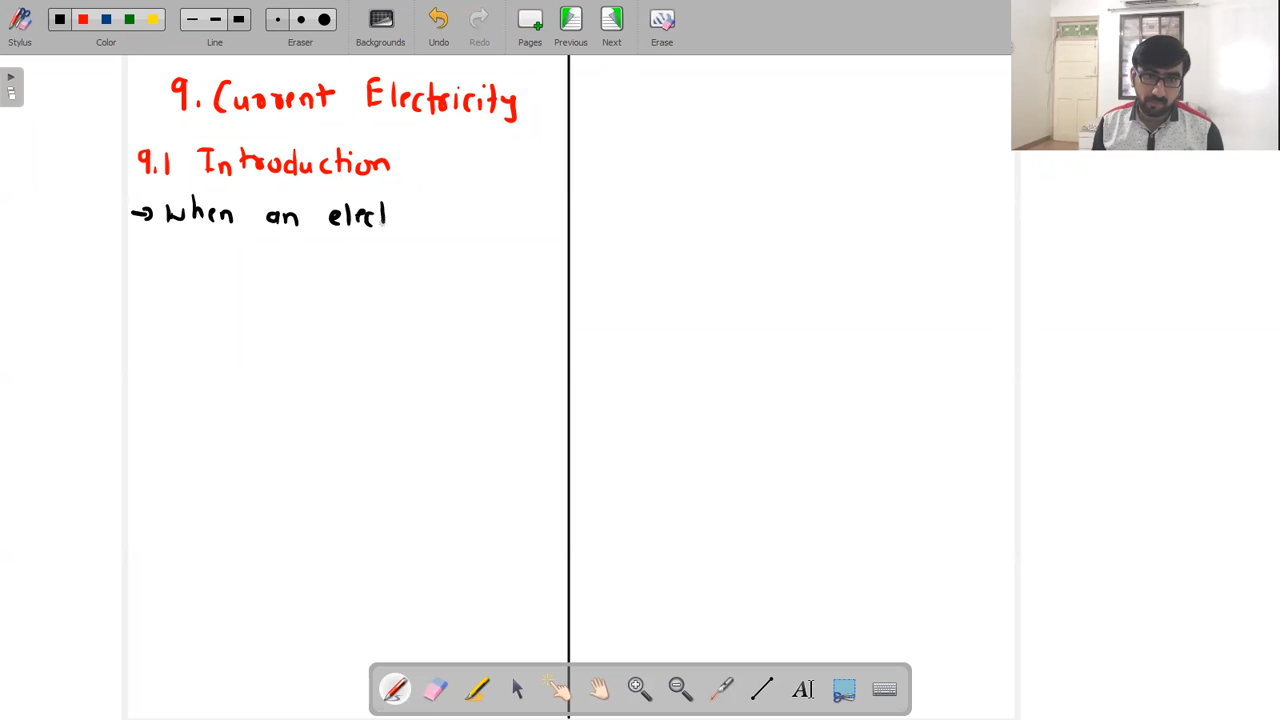 Stylus
Color
Line
Eraser
Backgrounds
Undo
Redo
Pages
Previous
Next
Erase
9. Current Electricity
9.1 Introduction
→ When an elect